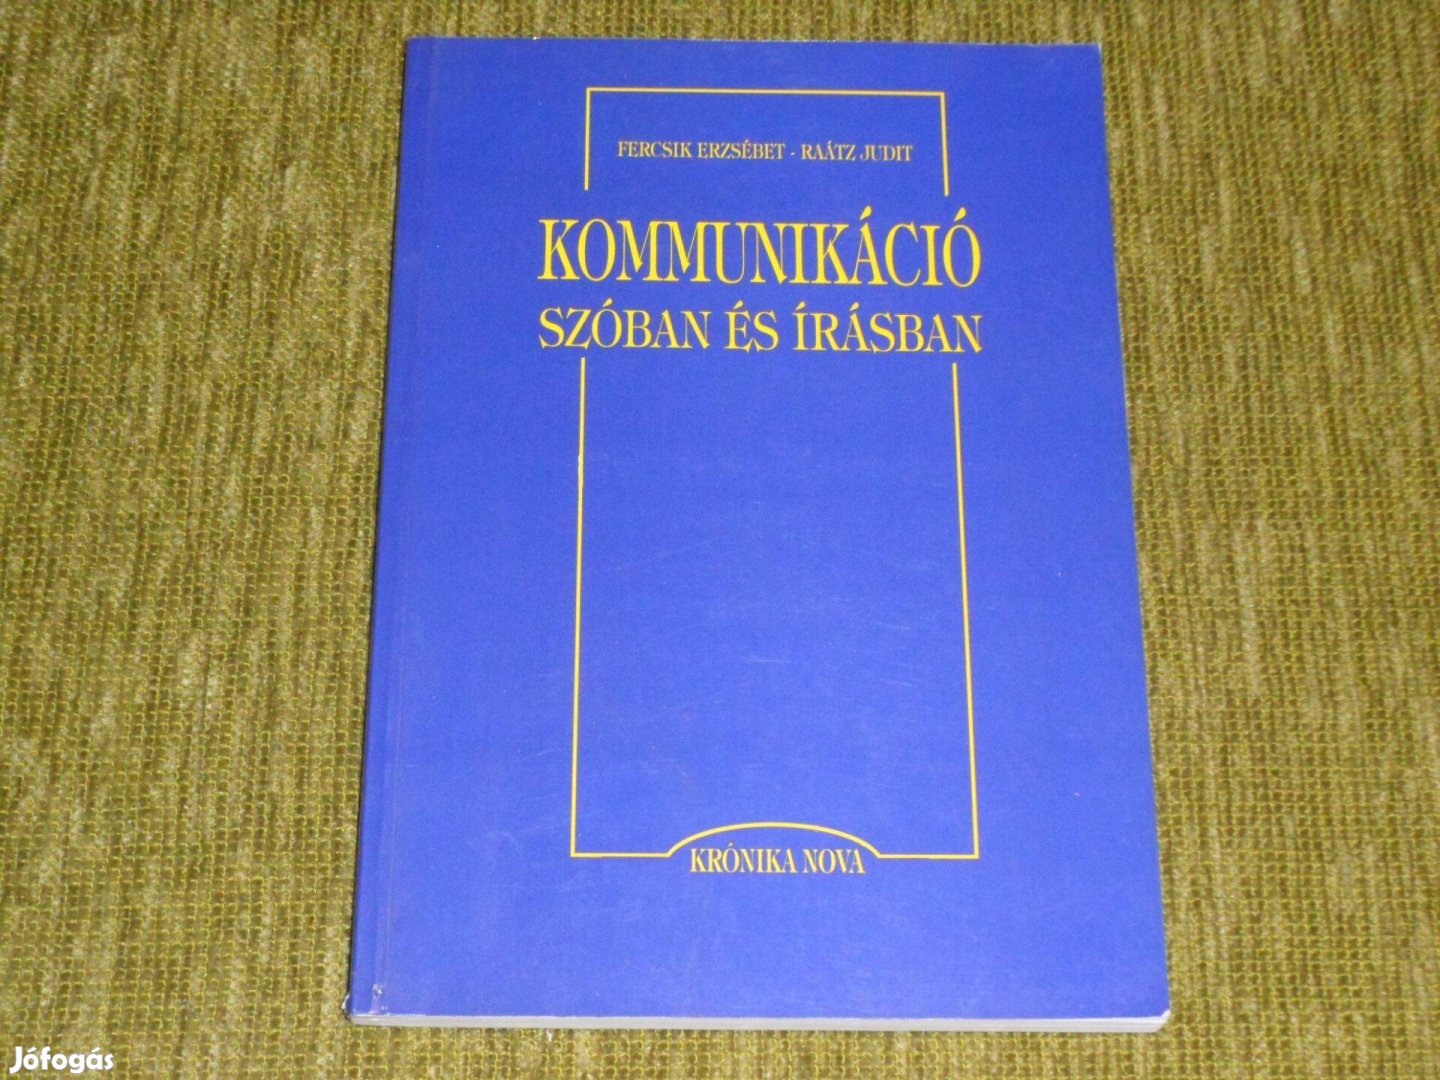 FERCSIK ERZSÉBET - RAÁTZ JUDIT
KOMMUNIKÁCIÓ
SZÓBAN ÉS ÍRÁSBAN
KRÓNIKA NOVA
Jófogás